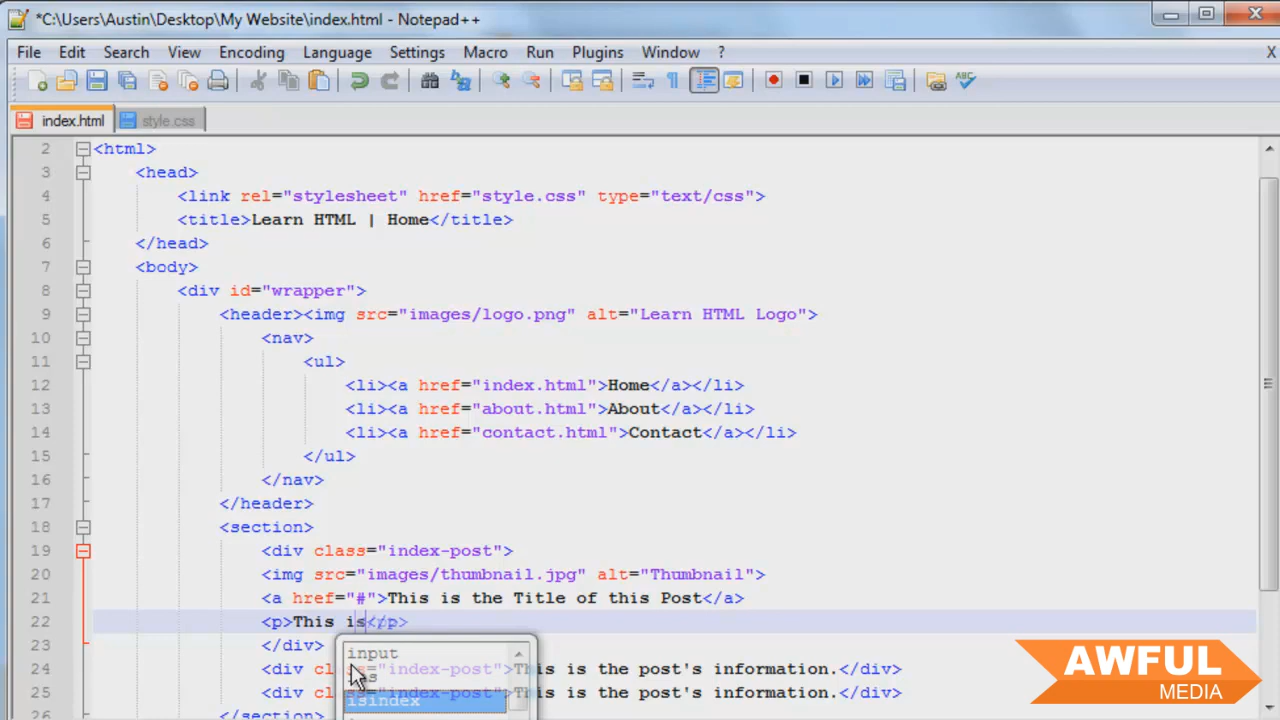 *C:\Users\Austin\Desktop\My Website\index.html - Notepad++
File Edit Search View Encoding Language Settings Macro Run Plugins Window ? X
index.html style.css
2 <html>
3 <head>
4 <link rel="stylesheet" href="style.css" type="text/css">
5 <title>Learn HTML | Home</title>
6 </head>
7 <body>
8 <div id="wrapper">
9 <header><img src="images/logo.png" alt="Learn HTML Logo">
10 <nav>
11 <ul>
12 <li><a href="index.html">Home</a></li>
13 <li><a href="about.html">About</a></li>
14 <li><a href="contact.html">Contact</a></li>
15 </ul>
16 </nav>
17 </header>
18 <section>
19 <div class="index-post">
20 <img src="images/thumbnail.jpg" alt="Thumbnail">
21 <a href="#">This is the Title of this Post</a>
22 <p>This is</p>
23 </div>
input
24 <div class="index-post">This is the post's information.</div>
25 <div class="index-post">This is the post's information.</div>
isindex
26 </section>
AWFUL
MEDIA